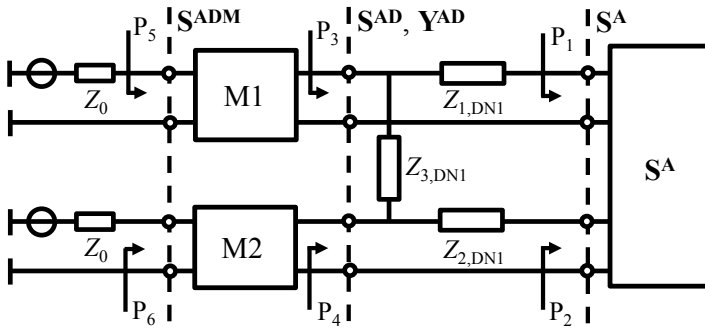 P5 S^ADM P3 S^AD, Y^AD P1 S^A
Z0 M1 Z1,DN1
Z3,DN1 S^A
Z0 M2 Z2,DN1
P6 P4 P2